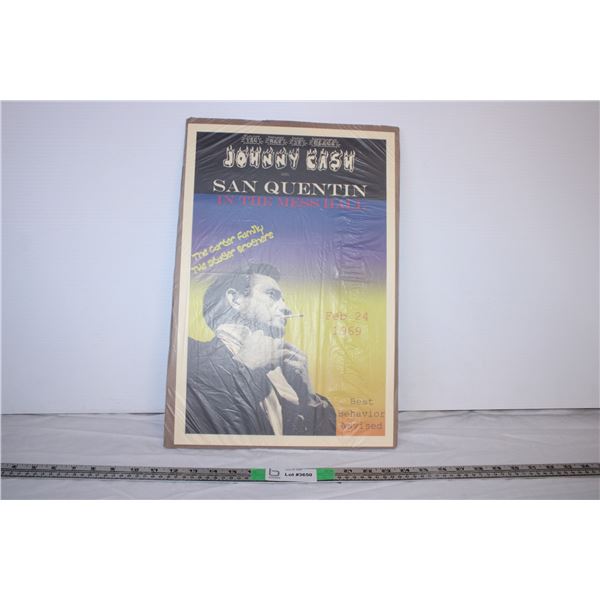 JOHNNY CASH
SAN QUENTIN
IN THE MESS HALL
The Carter Family
The Statler Brothers
Feb 24
1969
Best
Behavior
Advised
Lot #3650